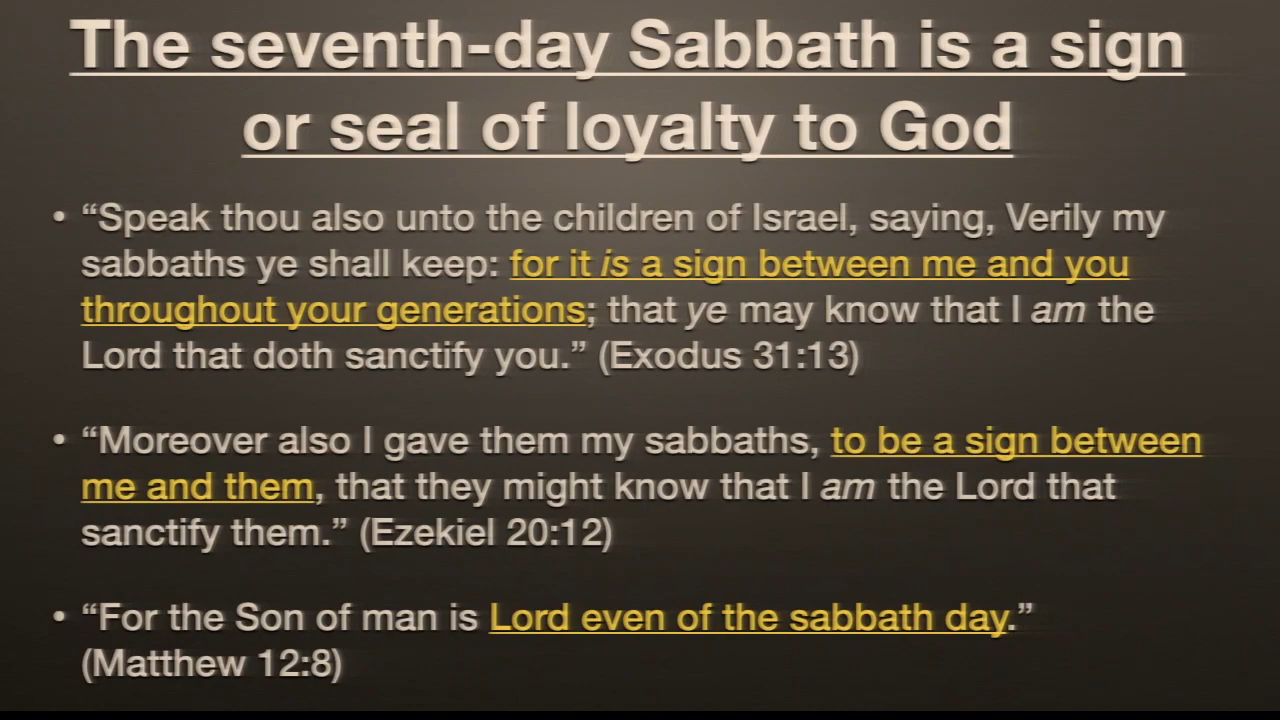 The seventh-day Sabbath is a sign
or seal of loyalty to God
• “Speak thou also unto the children of Israel, saying, Verily my
sabbaths ye shall keep: for it is a sign between me and you
throughout your generations; that ye may know that I am the
Lord that doth sanctify you.” (Exodus 31:13)
• “Moreover also I gave them my sabbaths, to be a sign between
me and them, that they might know that I am the Lord that
sanctify them.” (Ezekiel 20:12)
• “For the Son of man is Lord even of the sabbath day.”
(Matthew 12:8)